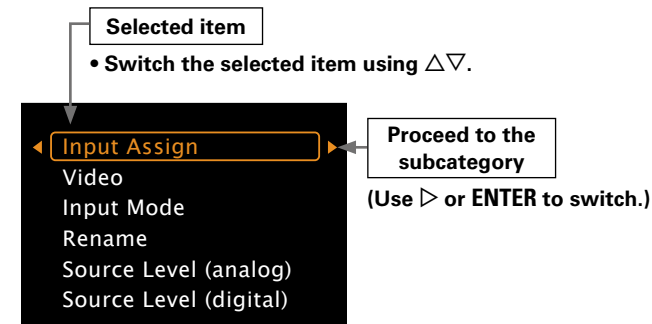 Selected item
• Switch the selected item using △▽.
Input Assign
Proceed to the
subcategory
(Use ▷ or ENTER to switch.)
Video
Input Mode
Rename
Source Level (analog)
Source Level (digital)